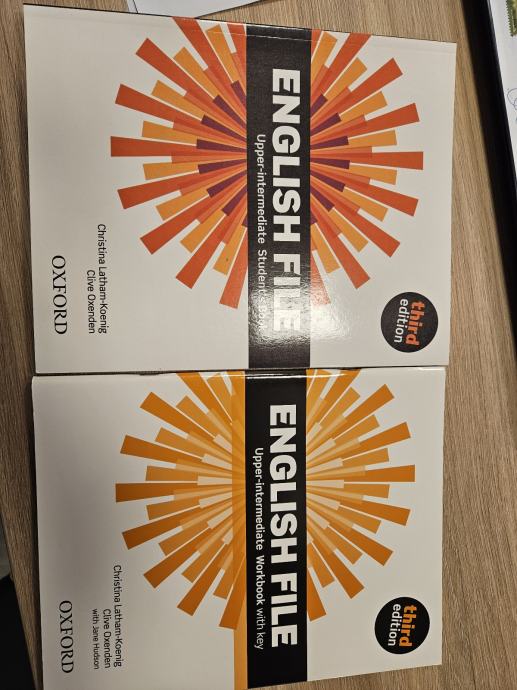 third
edition
ENGLISH FILE
Upper-intermediate Student's
Christina Latham-Koenig
Clive Oxenden
OXFORD
third
edition
ENGLISH FILE
Upper-intermediate Workbook with key
Christina Latham-Koenig
Clive Oxenden
with Jane Hudson
OXFORD